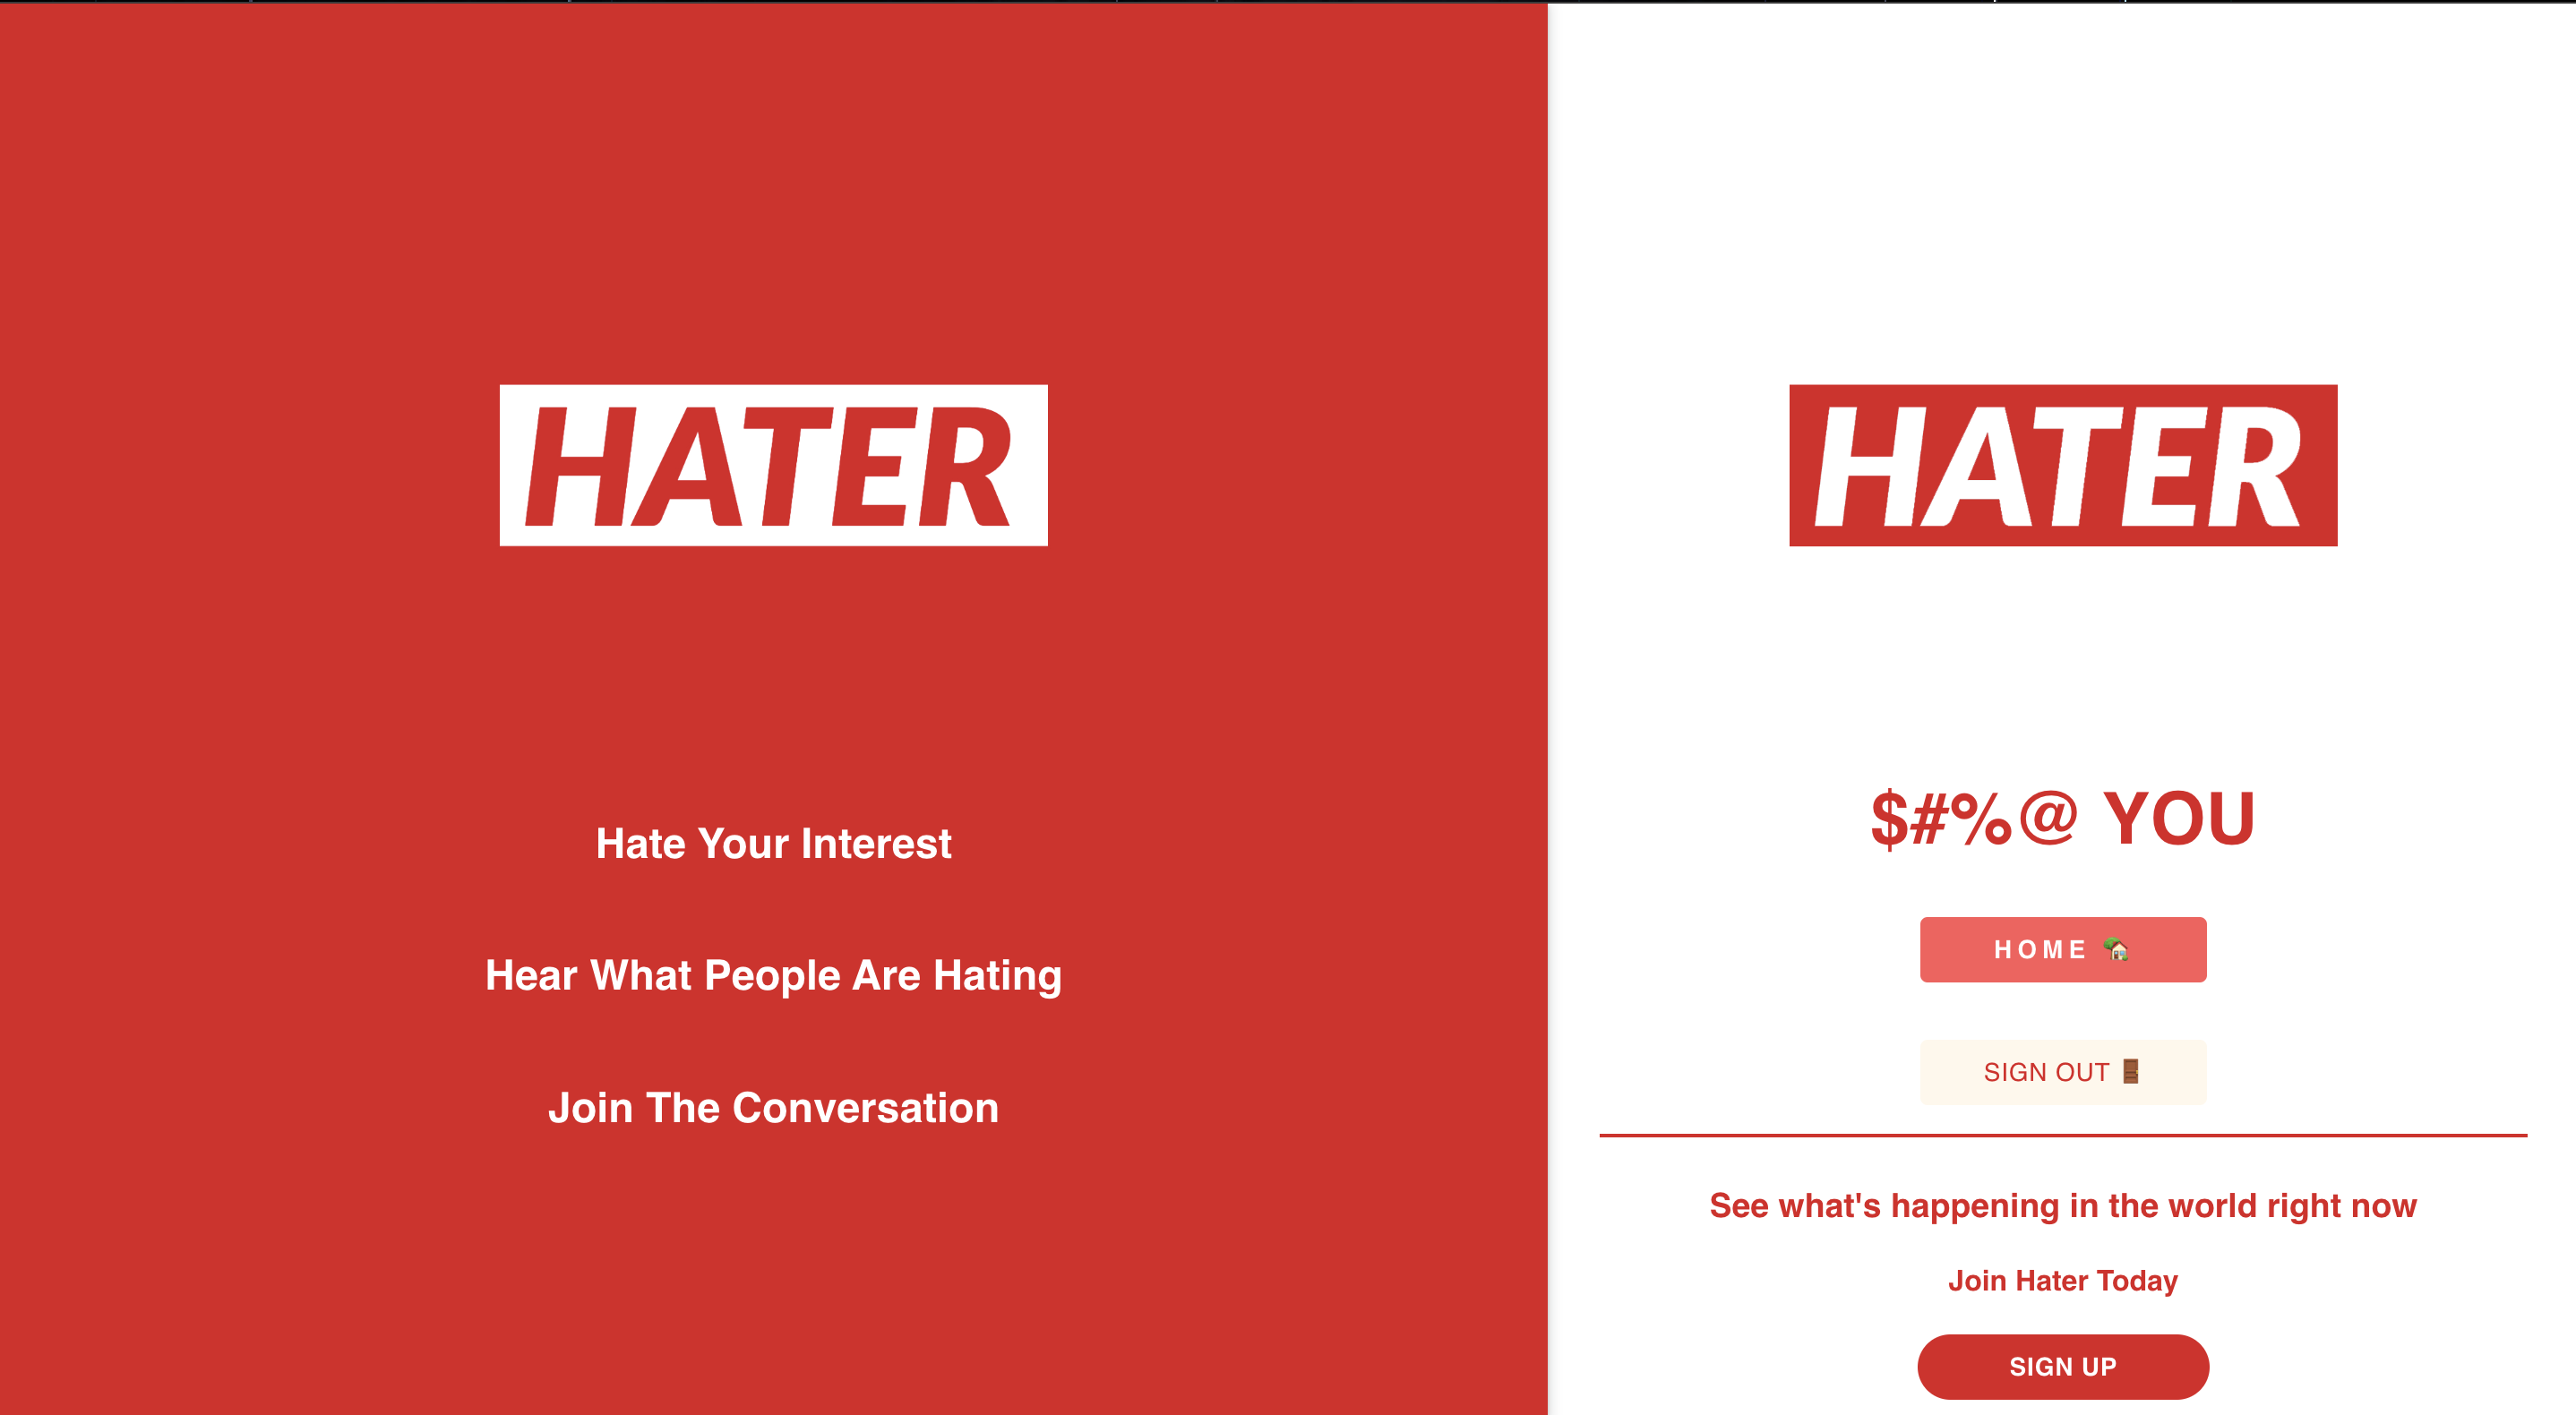 HATER
Hate Your Interest
Hear What People Are Hating
Join The Conversation
HATER
$#%@ YOU
HOME 🏡
SIGN OUT 🚪
See what's happening in the world right now
Join Hater Today
SIGN UP